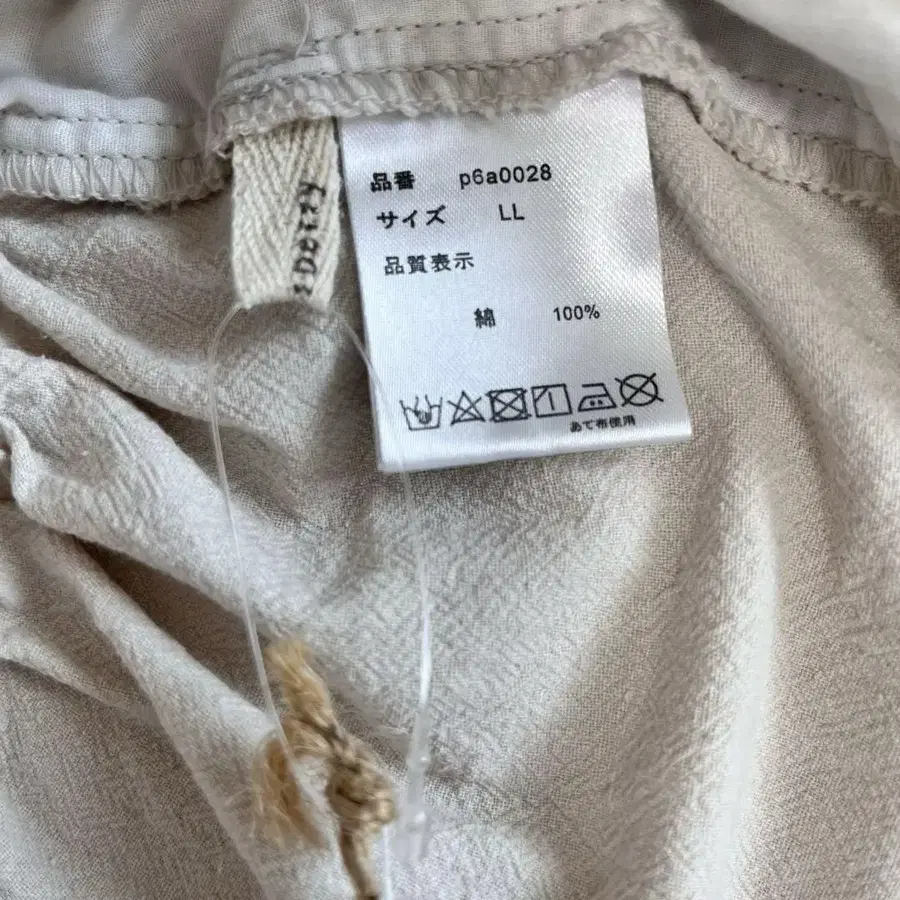 品番 p6a0028
サイズ LL
品質表示
綿 100%
あて布使用